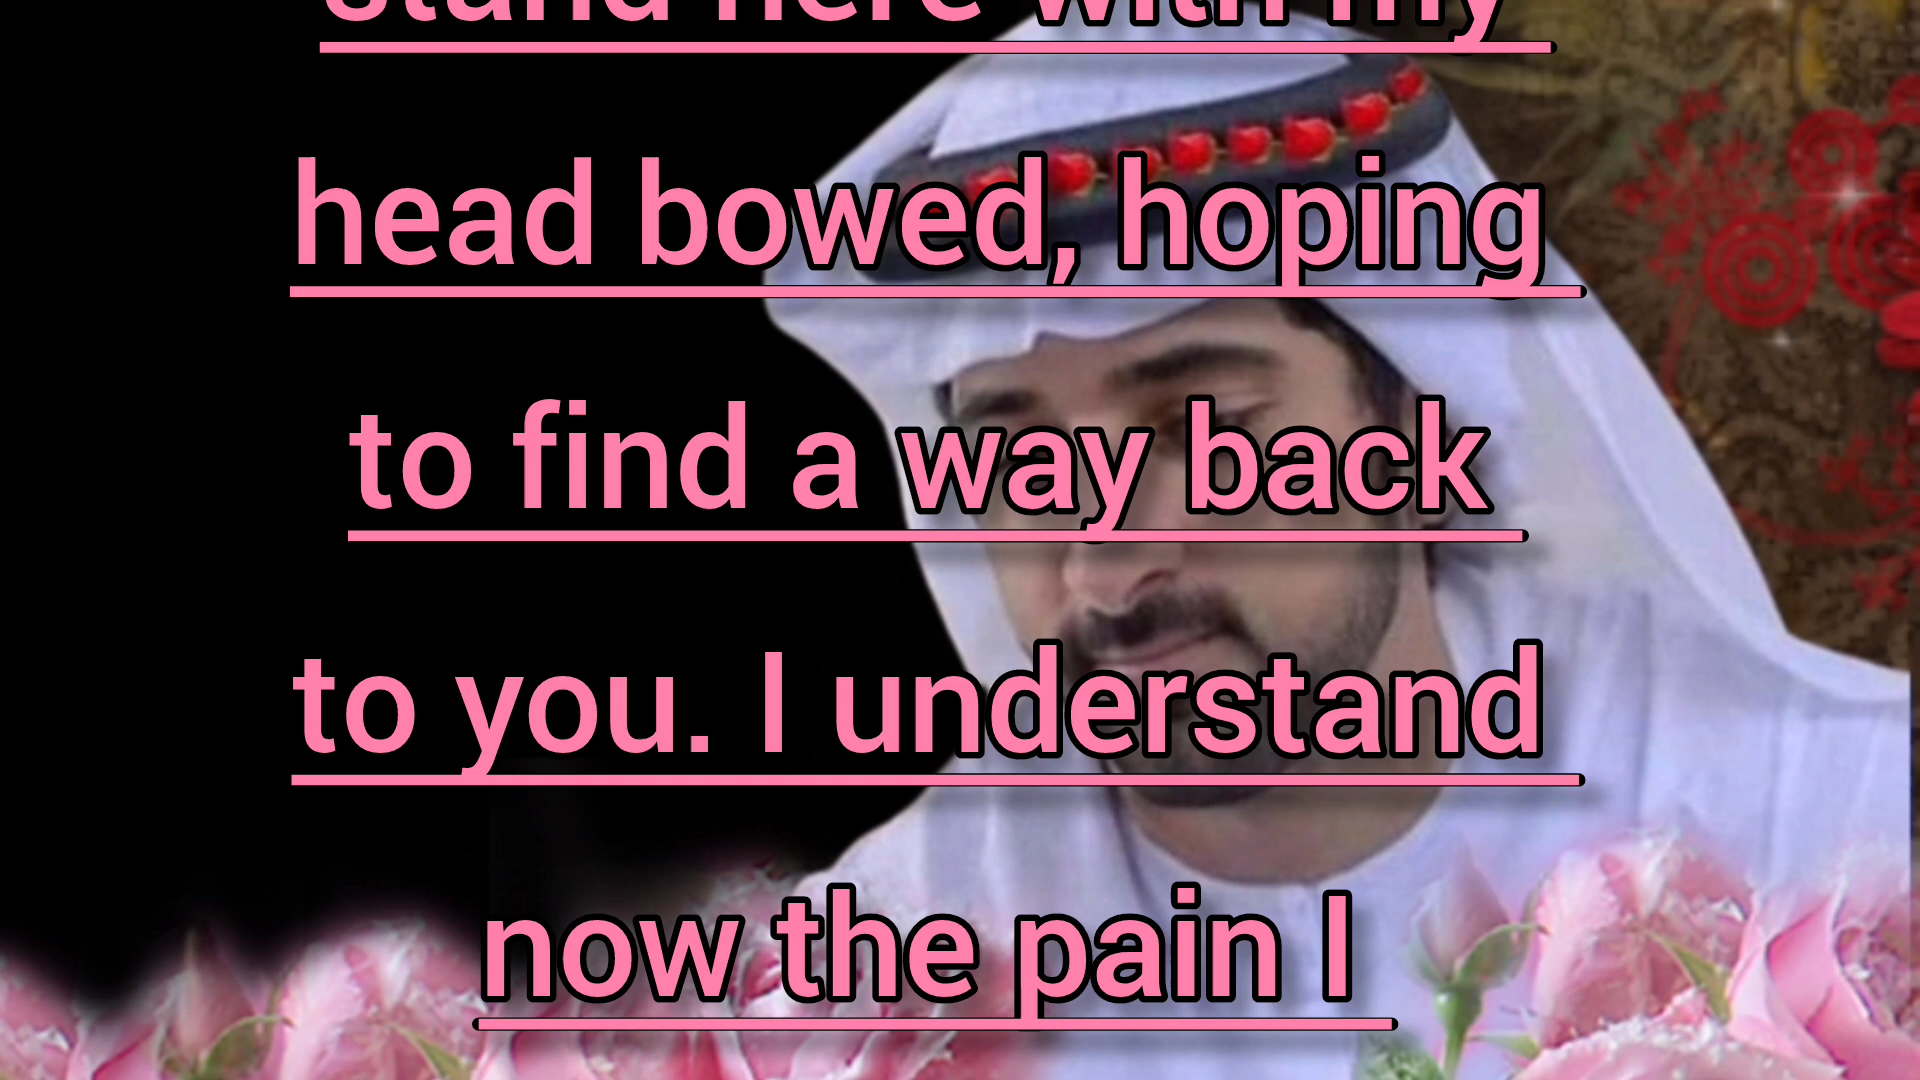 stand here with my
head bowed, hoping
to find a way back
to you. I understand
now the pain I